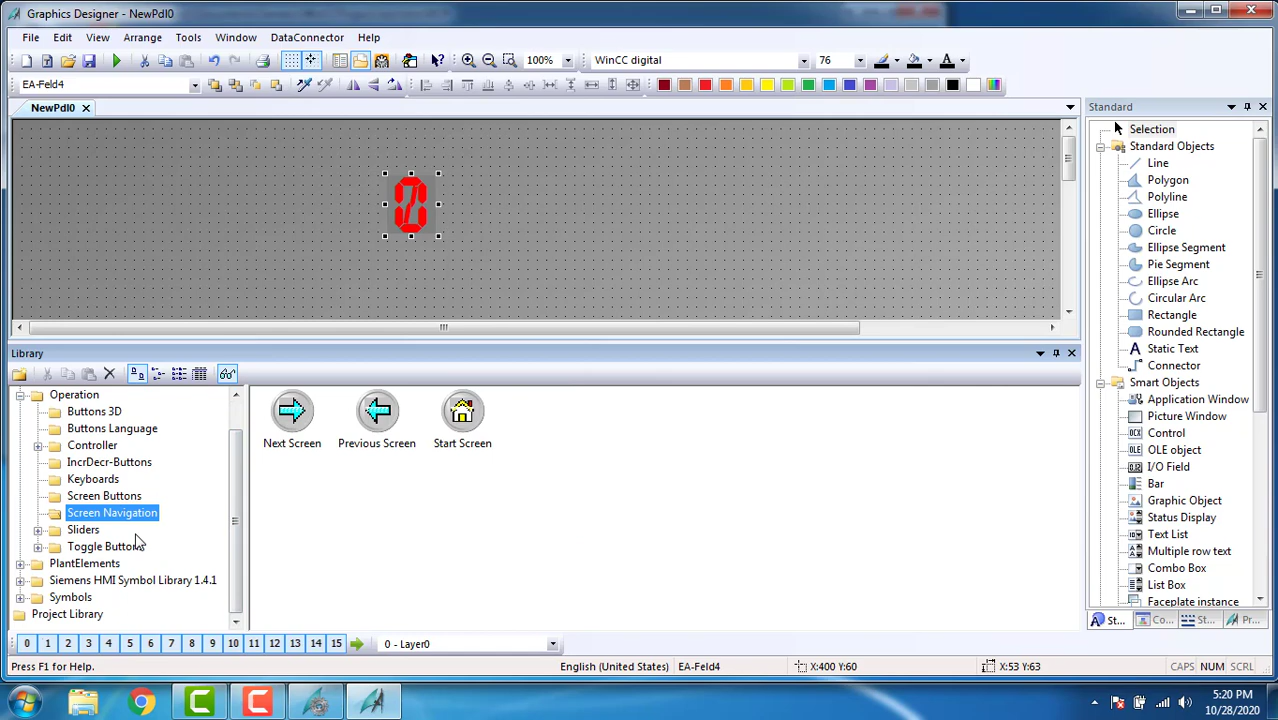 Graphics Designer - NewPdl0
File Edit View Arrange Tools Window DataConnector Help
100% WinCC digital 76
EA-Feld4
NewPdl0
Standard
0
Selection
Standard Objects
Line
Polygon
Polyline
Ellipse
Circle
Ellipse Segment
Pie Segment
Ellipse Arc
Circular Arc
Rectangle
Rounded Rectangle
Static Text
Connector
Smart Objects
Application Window
Picture Window
Control
OLE object
I/O Field
Bar
Graphic Object
Status Display
Text List
Multiple row text
Combo Box
List Box
Faceplate instance
St... Co... St... Pr...
Library
Operation
Buttons 3D
Buttons Language
Controller
IncrDecr-Buttons
Keyboards
Screen Buttons
Screen Navigation
Sliders
Toggle Buttons
PlantElements
Siemens HMI Symbol Library 1.4.1
Symbols
Project Library
Next Screen Previous Screen Start Screen
0 1 2 3 4 5 6 7 8 9 10 11 12 13 14 15 0 - Layer0
Press F1 for Help. English (United States) EA-Feld4 X:400 Y:60 X:53 Y:63 CAPS NUM SCRL
5:20 PM
10/28/2020